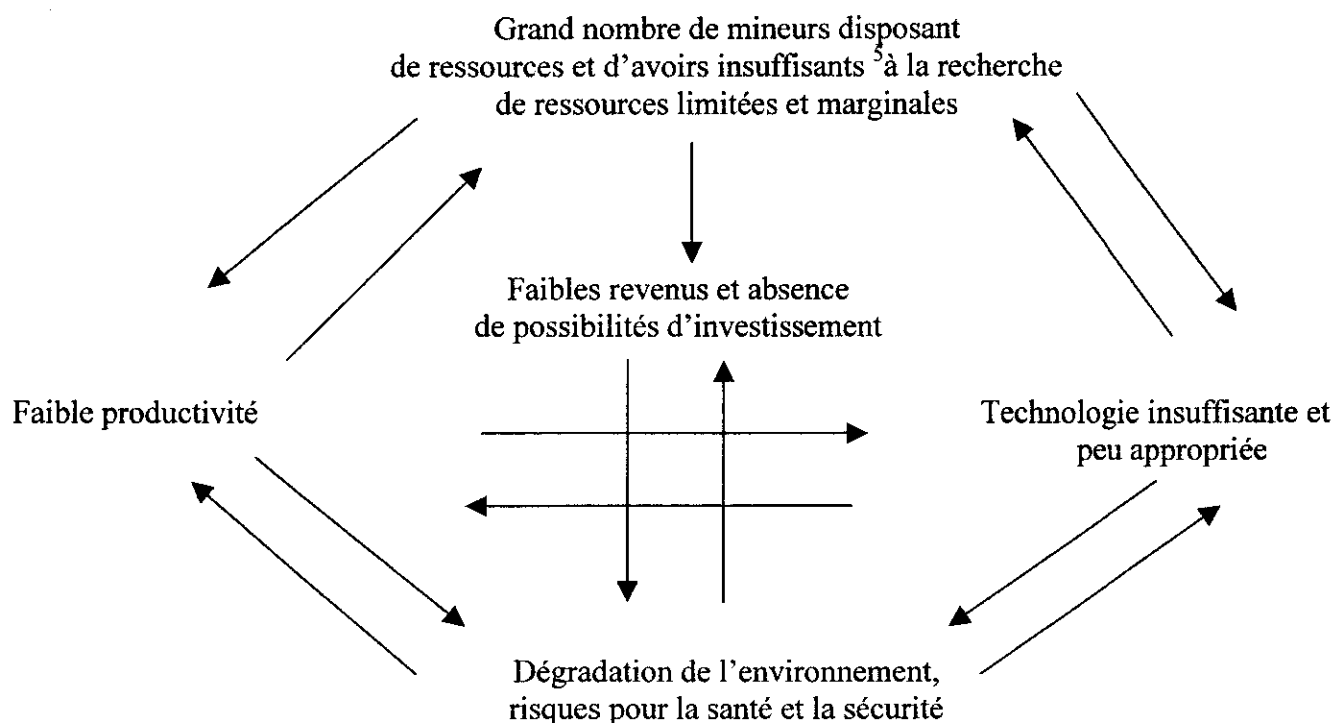 Grand nombre de mineurs disposant
de ressources et d'avoirs insuffisants ⁵à la recherche
de ressources limitées et marginales
Faibles revenus et absence
de possibilités d'investissement
Faible productivité
Technologie insuffisante et
peu appropriée
Dégradation de l'environnement,
risques pour la santé et la sécurité